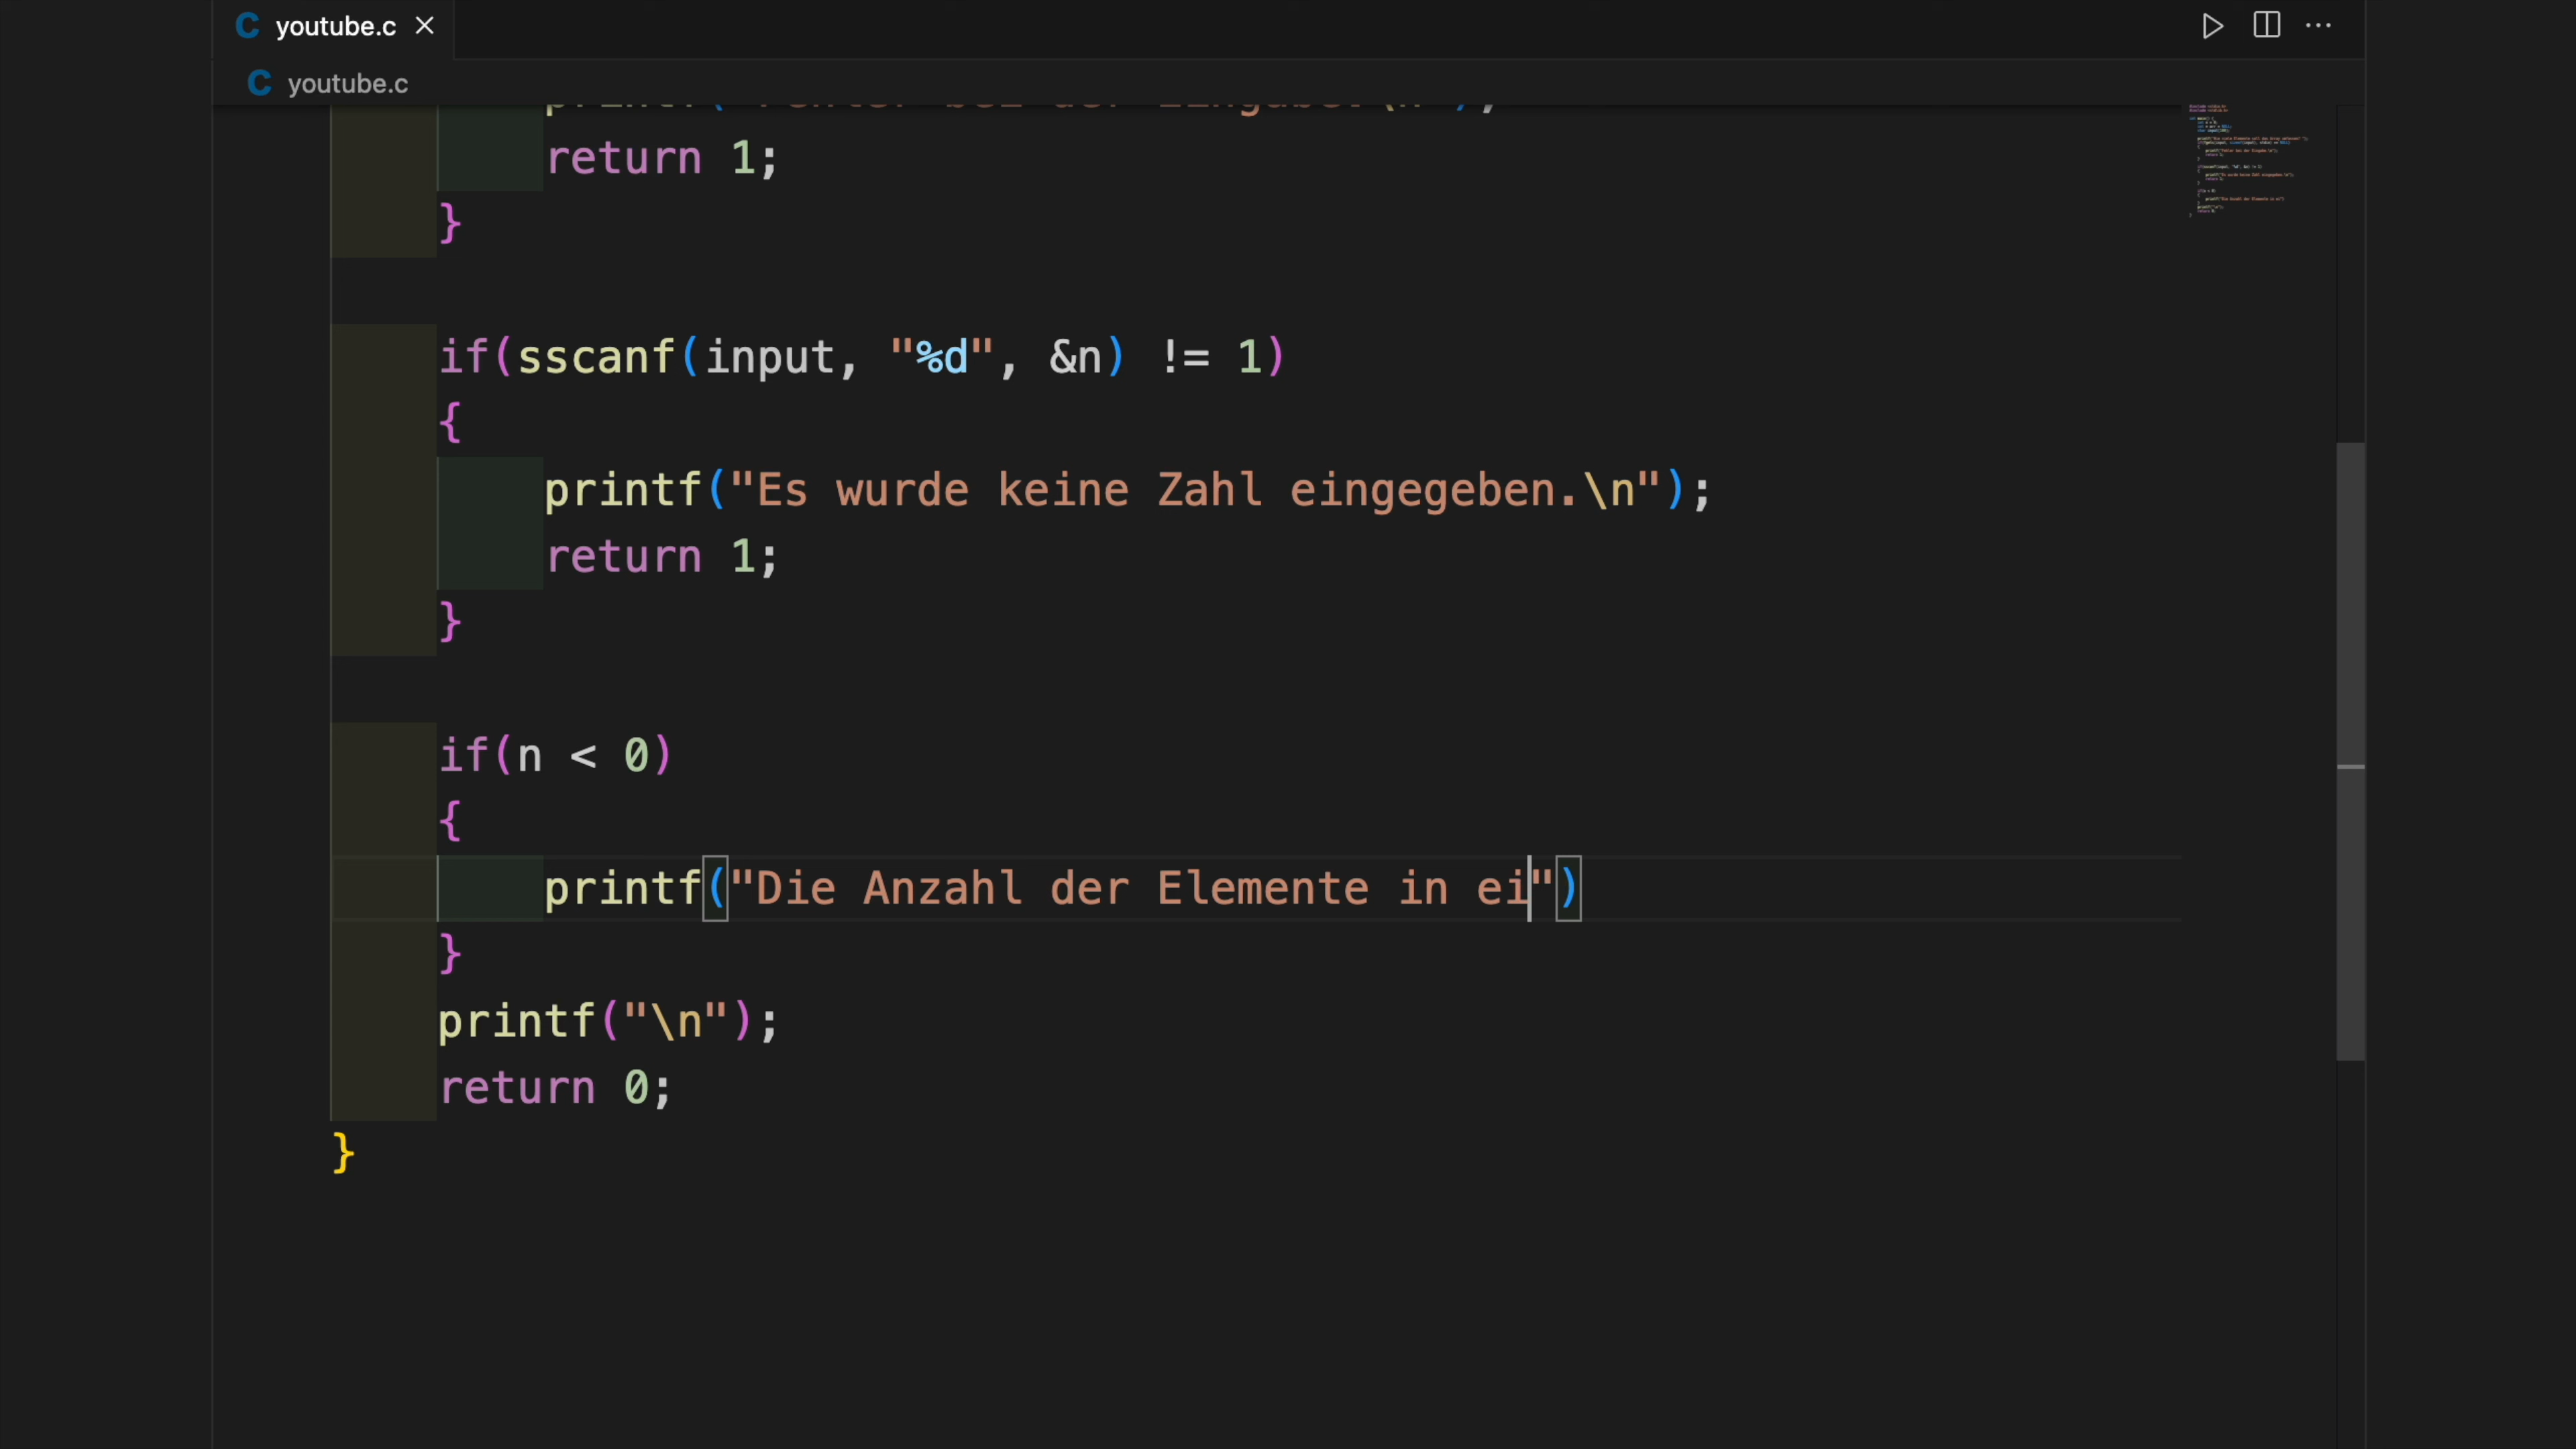 youtube.c
youtube.c
return 1;
}
if(sscanf(input, "%d", &n) != 1)
{
printf("Es wurde keine Zahl eingegeben.\n");
return 1;
}
if(n < 0)
{
printf("Die Anzahl der Elemente in ei")
}
printf("\n");
return 0;
}